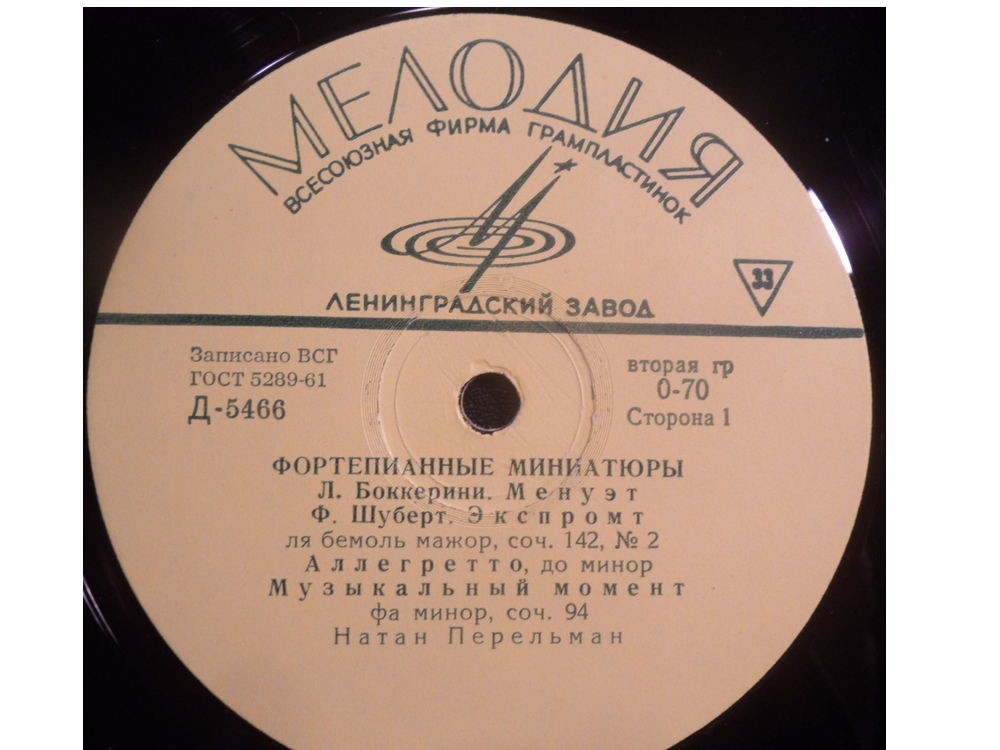 МЕЛОДИЯ
ВСЕСОЮЗНАЯ ФИРМА ГРАМПЛАСТИНОК
ЛЕНИНГРАДСКИЙ ЗАВОД
33
Записано ВСГ
ГОСТ 5289-61
Д-5466
вторая гр
0-70
Сторона 1
ФОРТЕПИАННЫЕ МИНИАТЮРЫ
Л. Боккерини. Менуэт
Ф. Шуберт. Экспромт
ля бемоль мажор, соч. 142, № 2
Аллегретто, до минор
Музыкальный момент
фа минор, соч. 94
Натан Перельман